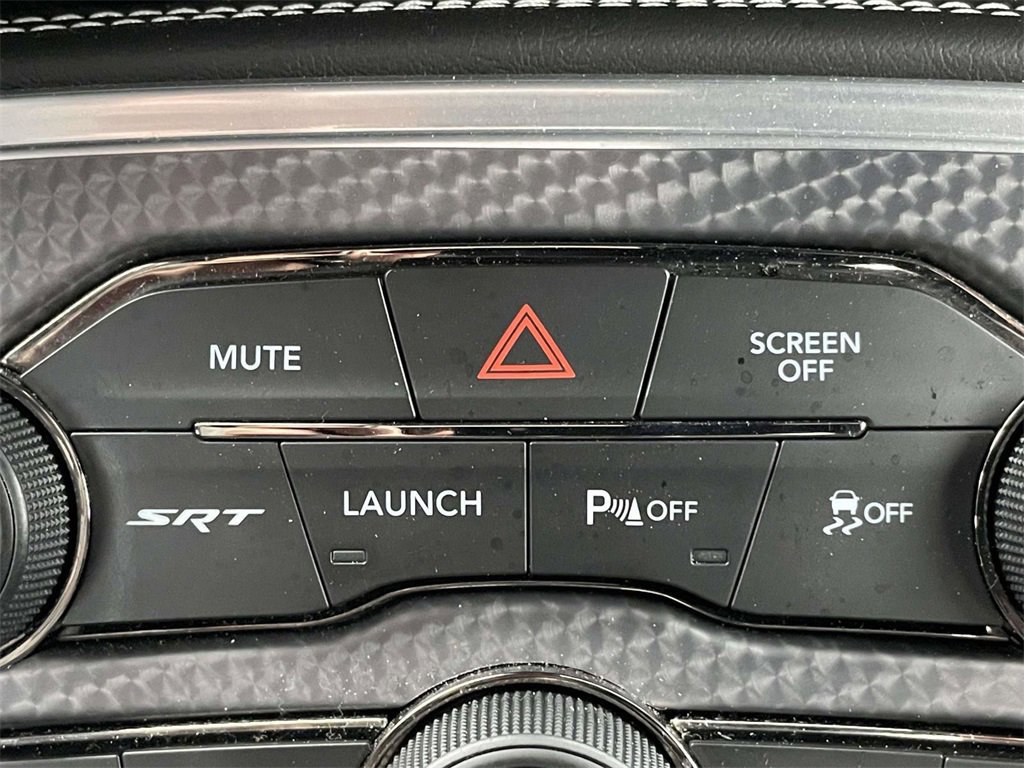 MUTE
SCREEN
OFF
SRT
LAUNCH
P OFF
OFF